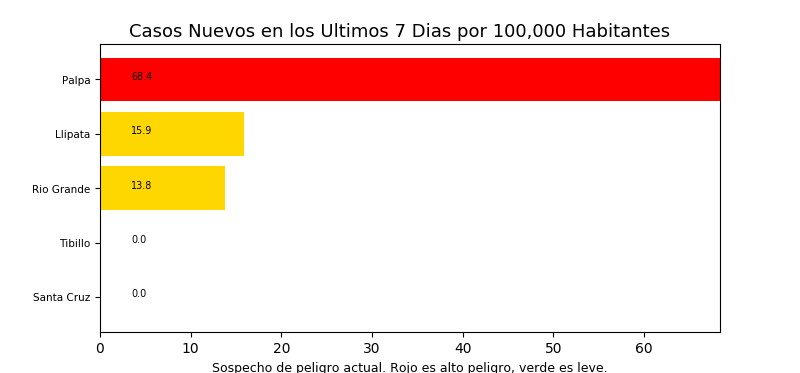 Casos Nuevos en los Ultimos 7 Dias por 100,000 Habitantes
Palpa 68.4
Llipata 15.9
Rio Grande 13.8
Tibillo 0.0
Santa Cruz 0.0
0 10 20 30 40 50 60
Sospecho de peligro actual. Rojo es alto peligro, verde es leve.